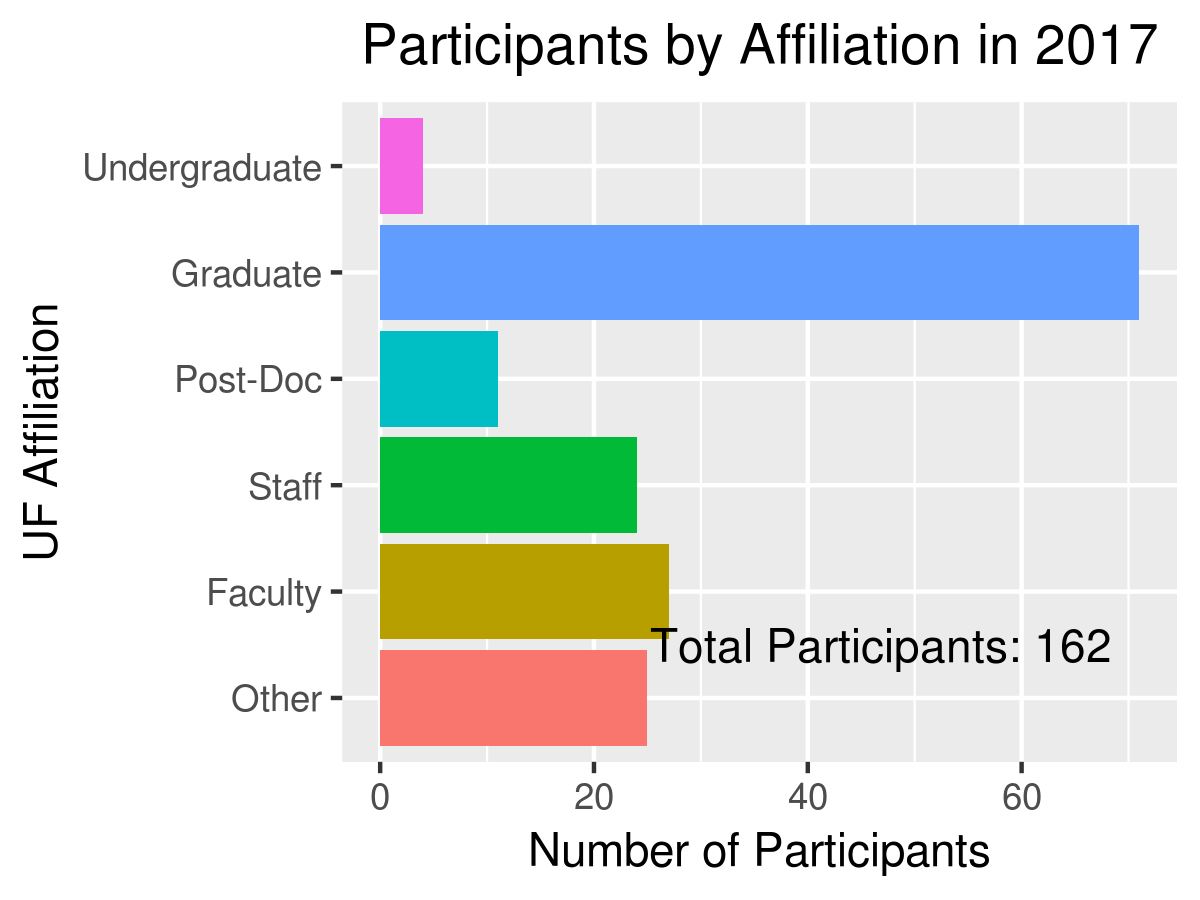 Participants by Affiliation in 2017
UF Affiliation
Undergraduate
Graduate
Post-Doc
Staff
Faculty
Other
Total Participants: 162
0 20 40 60
Number of Participants